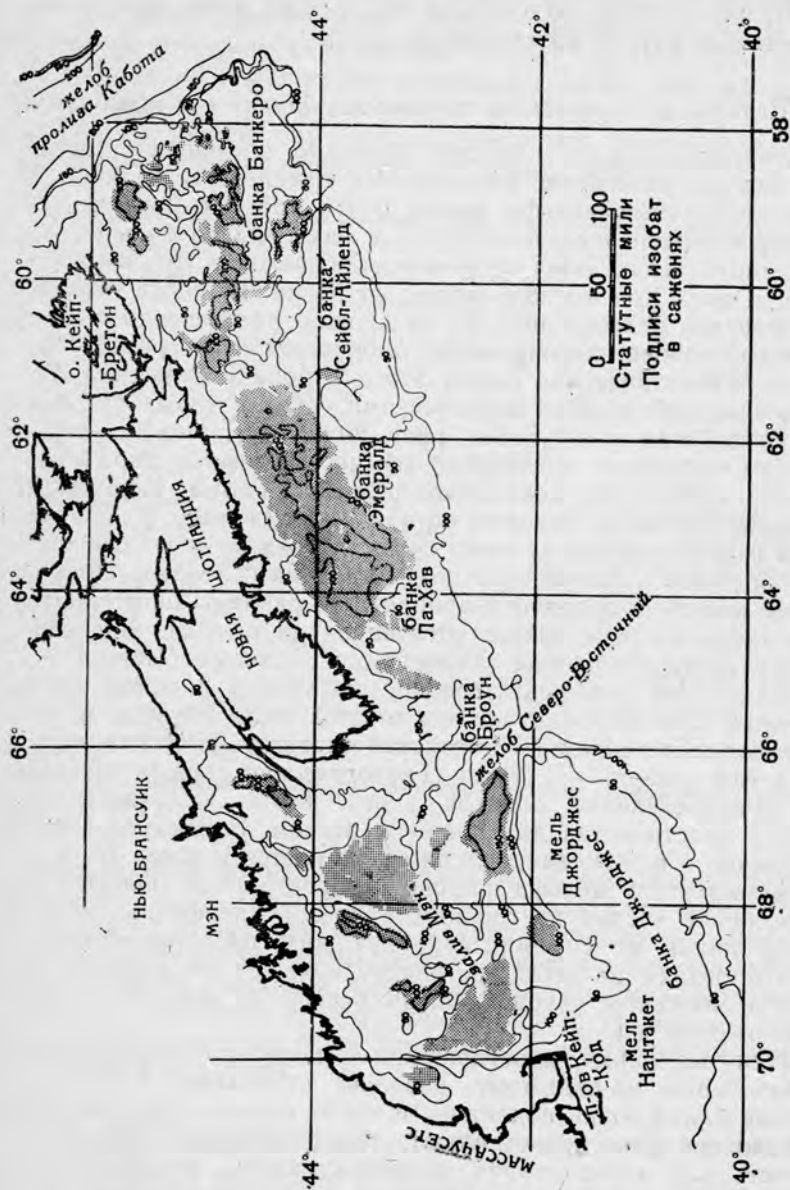 желоб
пролива Кабота
о. Кейп-
-Бретон
НОВАЯ ШОТЛАНДИЯ
НЬЮ-БРАНСУИК
МЭН
МАССАЧУСЕТС
банка Банкеро
банка
Сейбл-Айленд
банка
Эмералд
банка
Ла-Хав
банка
Броун
желоб Северо-Восточный
залив Мэн
мель
Джорджес
банка Джорджес
мель
Нантакет
п-ов Кейп-
-Код
0 50 100
Статутные мили
Подписи изобат
в саженях
70° 68° 66° 64° 62° 60°
58°
62°
44° 42° 40°
44°
40°